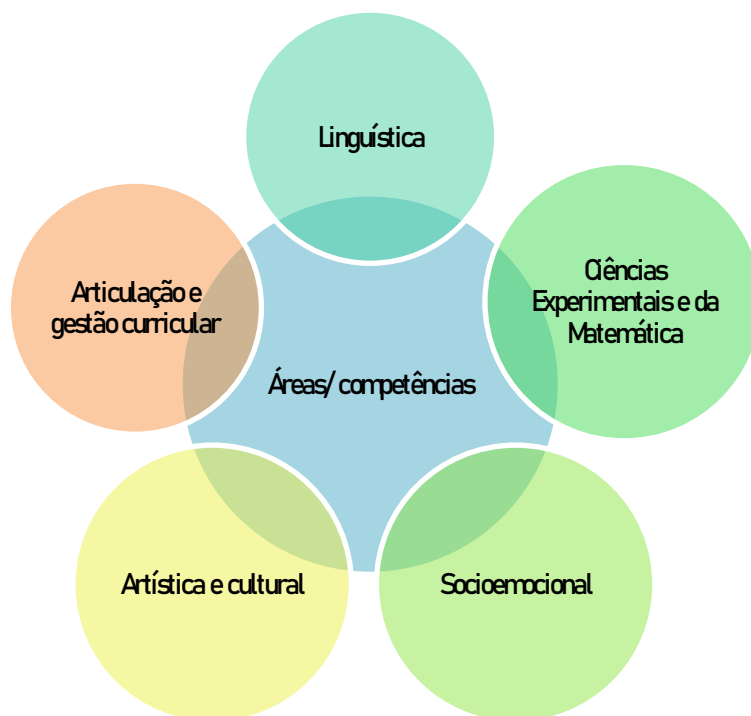 Linguística
Ciências
Experimentais e da
Matemática
Articulação e
gestão curricular
Áreas/ competências
Artística e cultural
Socioemocional